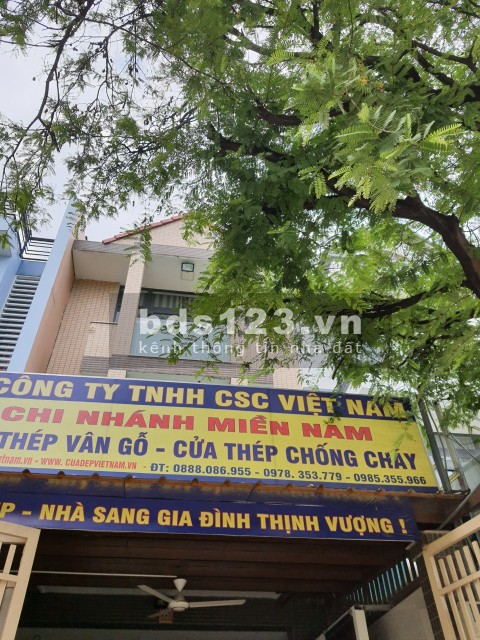 bds123.vn
kênh thông tin nhà đất
CÔNG TY TNHH CSC VIỆT NAM
CHI NHÁNH MIỀN NAM
THÉP VÂN GỖ - CỬA THÉP CHỐNG CHÁY
tnam.vn - WWW.CUADEPVIETNAM.VN - ĐT: 0888.086.955 - 0978.353.779 - 0985.355.966
P - NHÀ SANG GIA ĐÌNH THỊNH VƯỢNG !